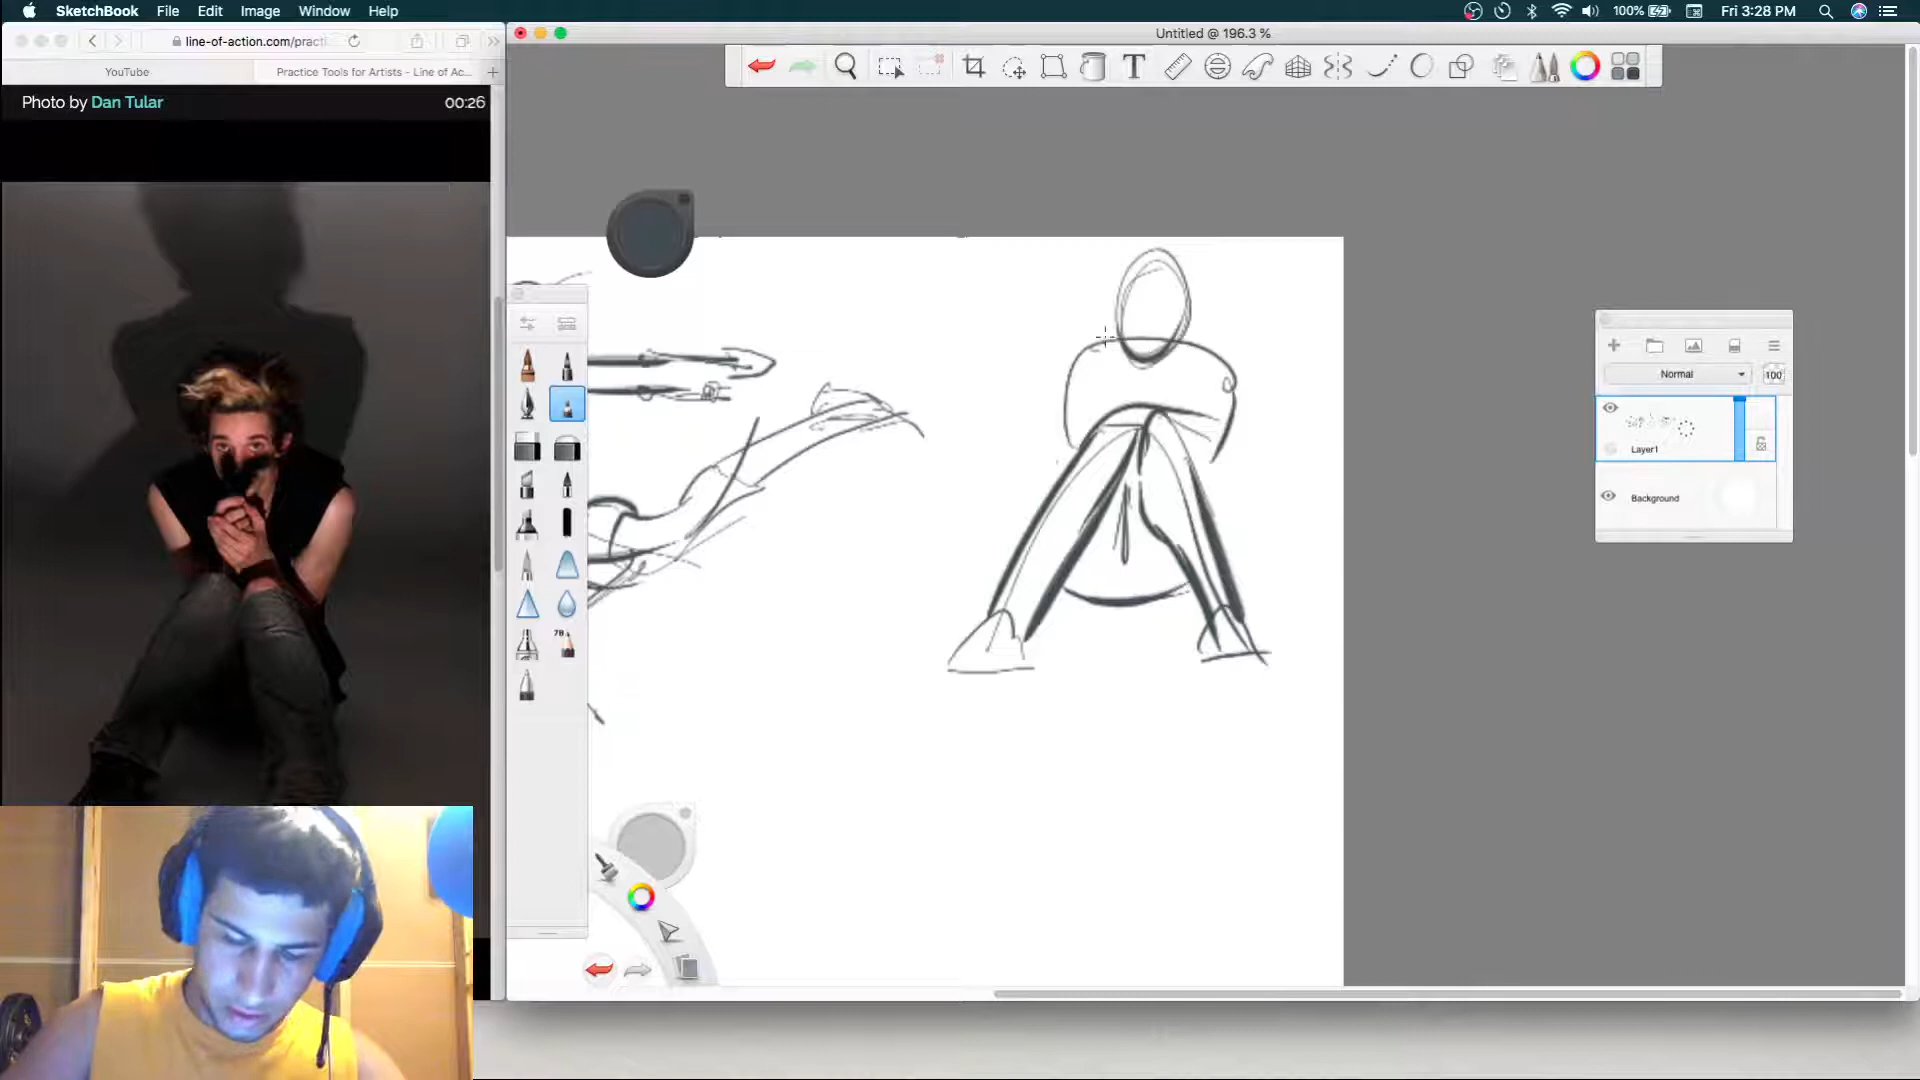 SketchBook File Edit Image Window Help
100% Fri 3:28 PM
line-of-action.com/practi
Untitled @ 196.3 %
YouTube
Practice Tools for Artists - Line of Ac...
Photo by Dan Tular
00:26
T
Normal
100
Layer1
Background
7B